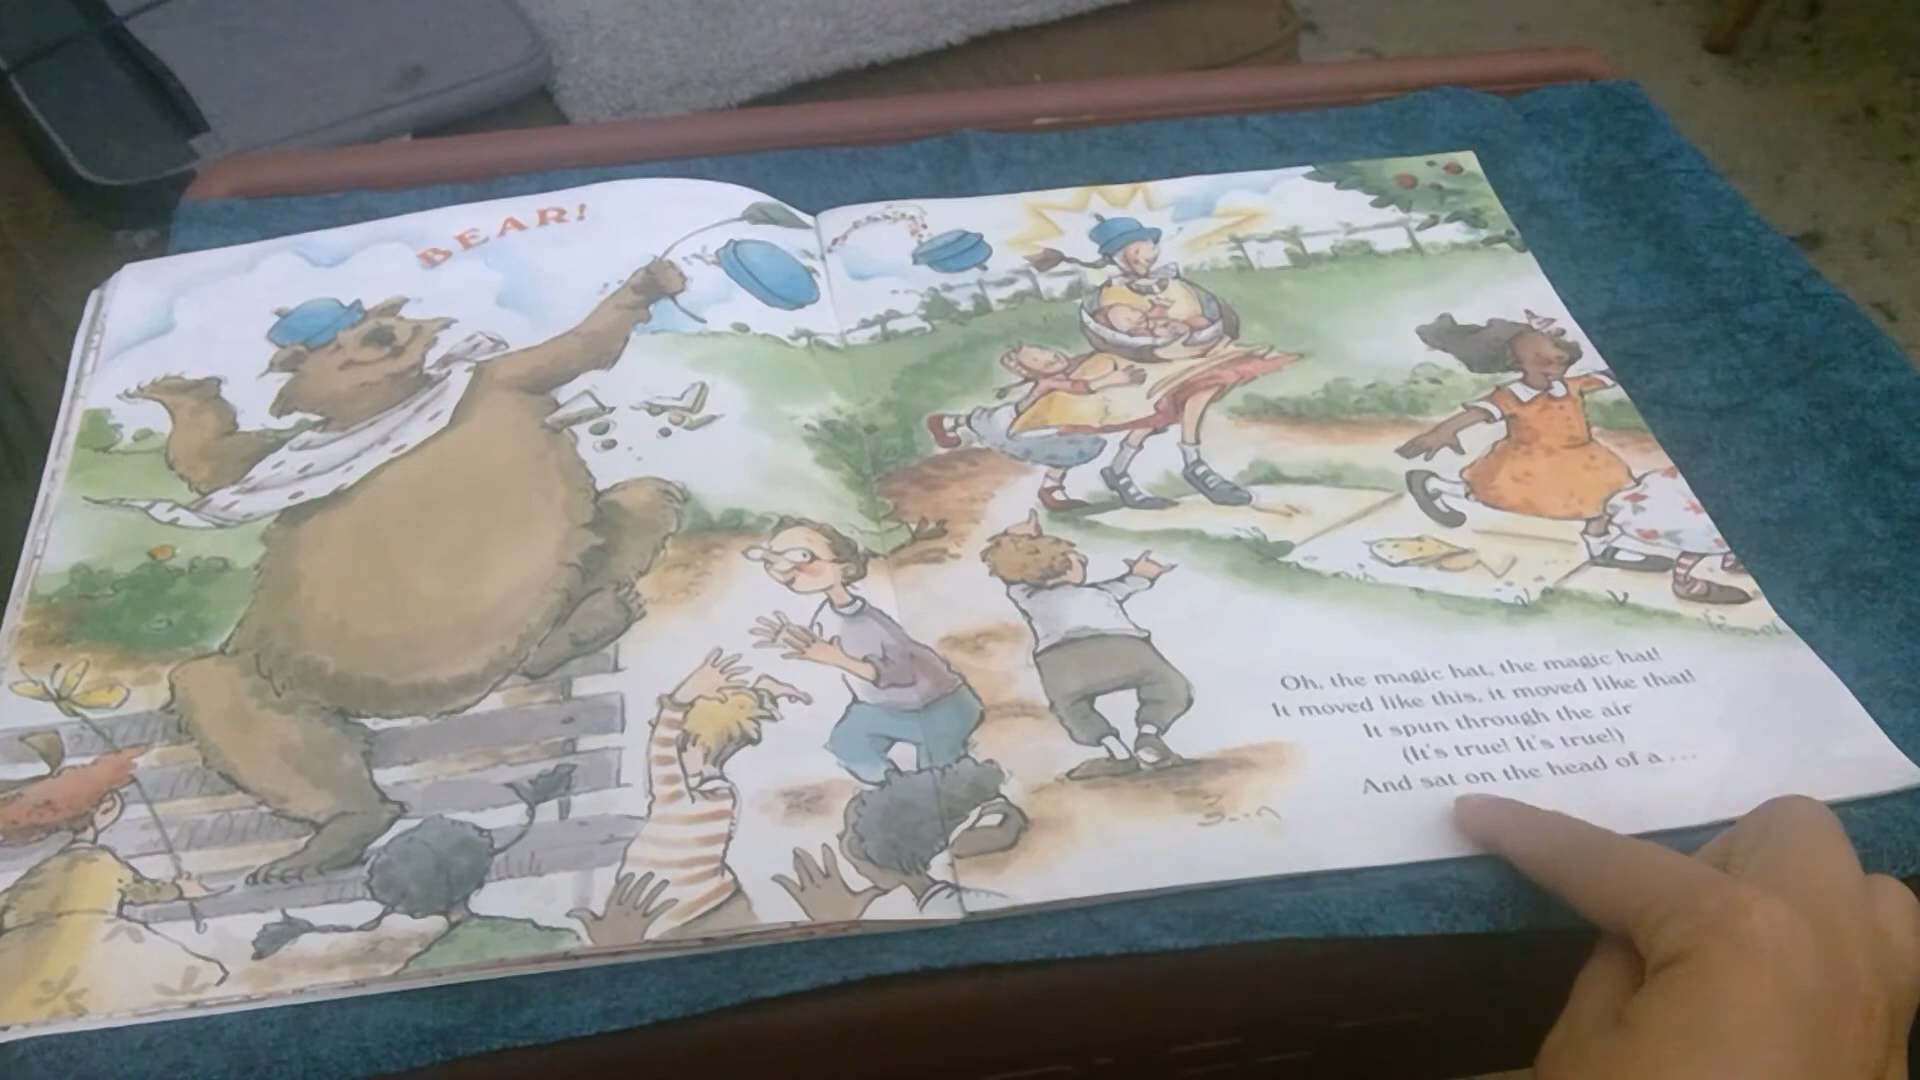 BEAR!
Oh, the magic hat, the magic hat!
It moved like this, it moved like that!
It spun through the air
(It's true! It's true!)
And sat on the head of a . . .